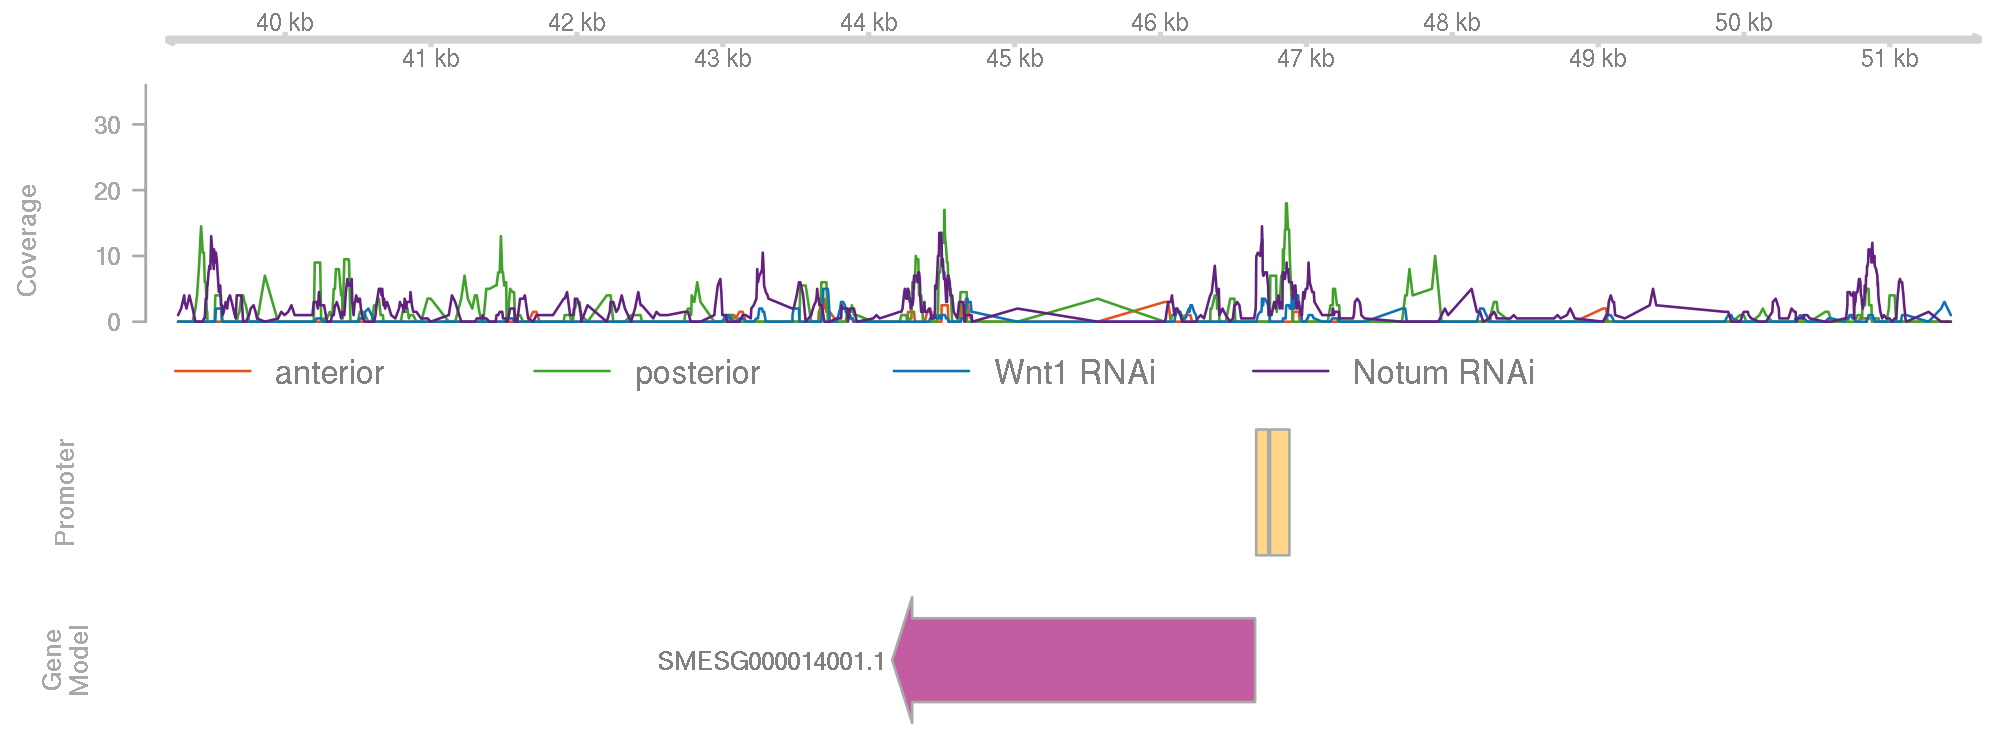 40 kb 42 kb 44 kb 46 kb 48 kb 50 kb
41 kb 43 kb 45 kb 47 kb 49 kb 51 kb
30
20
10
0
Coverage
anterior posterior Wnt1 RNAi Notum RNAi
Promoter
Gene
Model
SMESG000014001.1